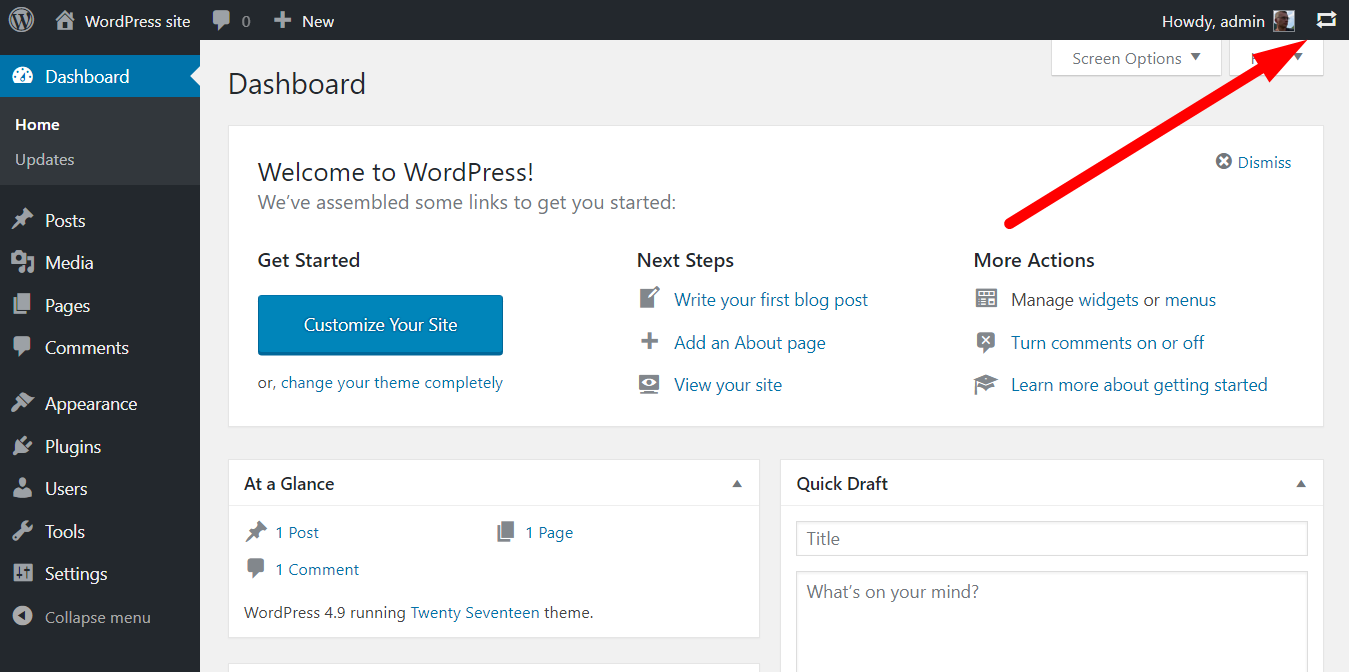 WordPress site 0 New Howdy, admin
Dashboard
Home
Updates
Posts
Media
Pages
Comments
Appearance
Plugins
Users
Tools
Settings
Collapse menu
Screen Options
Dashboard
Welcome to WordPress!
We’ve assembled some links to get you started:
Dismiss
Get Started
Customize Your Site
or, change your theme completely
Next Steps
Write your first blog post
Add an About page
View your site
More Actions
Manage widgets or menus
Turn comments on or off
Learn more about getting started
At a Glance
1 Post 1 Page
1 Comment
WordPress 4.9 running Twenty Seventeen theme.
Quick Draft
Title
What’s on your mind?